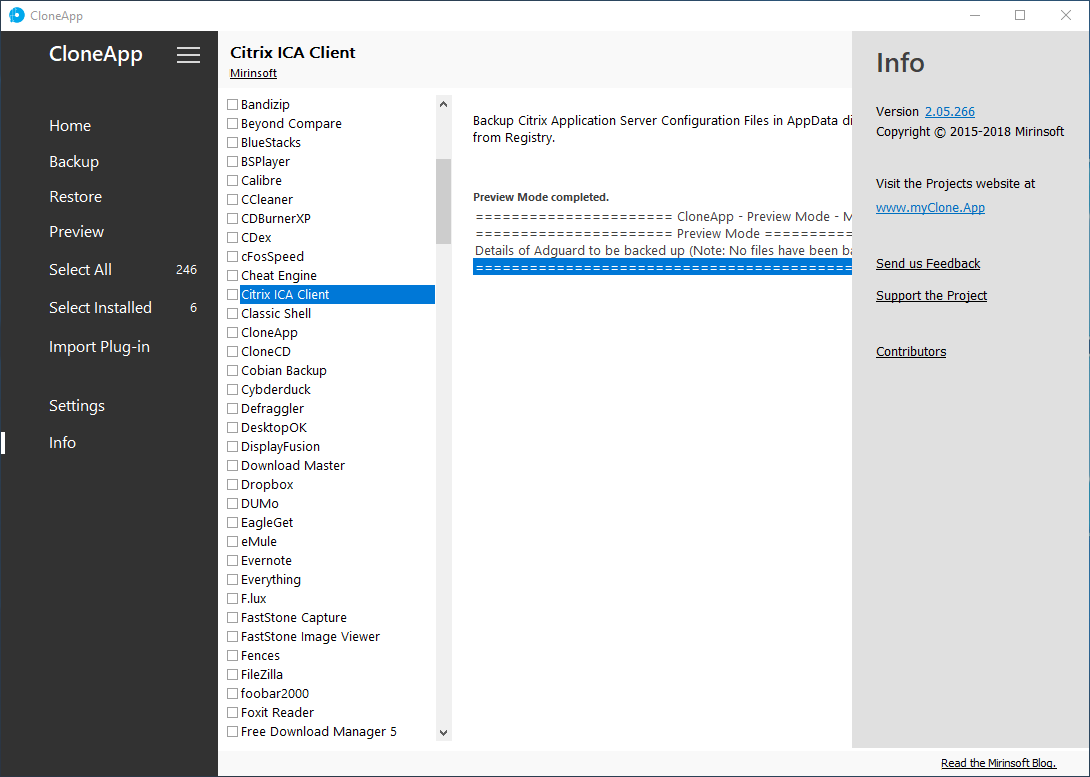 CloneApp
CloneApp
Home
Backup
Restore
Preview
Select All 246
Select Installed 6
Import Plug-in
Settings
Info
Citrix ICA Client
Mirinsoft
Bandizip
Beyond Compare
BlueStacks
BSPlayer
Calibre
CCleaner
CDBurnerXP
CDex
cFosSpeed
Cheat Engine
Citrix ICA Client
Classic Shell
CloneApp
CloneCD
Cobian Backup
Cybderduck
Defraggler
DesktopOK
DisplayFusion
Download Master
Dropbox
DUMo
EagleGet
eMule
Evernote
Everything
F.lux
FastStone Capture
FastStone Image Viewer
Fences
FileZilla
foobar2000
Foxit Reader
Free Download Manager 5
Backup Citrix Application Server Configuration Files in AppData di
from Registry.
Preview Mode completed.
====================== CloneApp - Preview Mode - M
====================== Preview Mode ==========
Details of Adguard to be backed up (Note: No files have been ba
==========================================
Info
Version 2.05.266
Copyright © 2015-2018 Mirinsoft
Visit the Projects website at
www.myClone.App
Send us Feedback
Support the Project
Contributors
Read the Mirinsoft Blog.